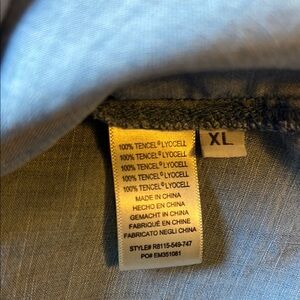 100% TENCEL® LYOCELL
100% TENCEL® LYOCELL
100% TENCEL® LYOCELL
100% TENCEL® LYOCELL
100% TENCEL® LYOCELL
MADE IN CHINA
HECHO EN CHINA
GEMACHT IN CHINA
FABRIQUÉ EN CHINE
FABRICATO NEGLI CHINA
STYLE# R8115-549-747
PO# EM351081
XL